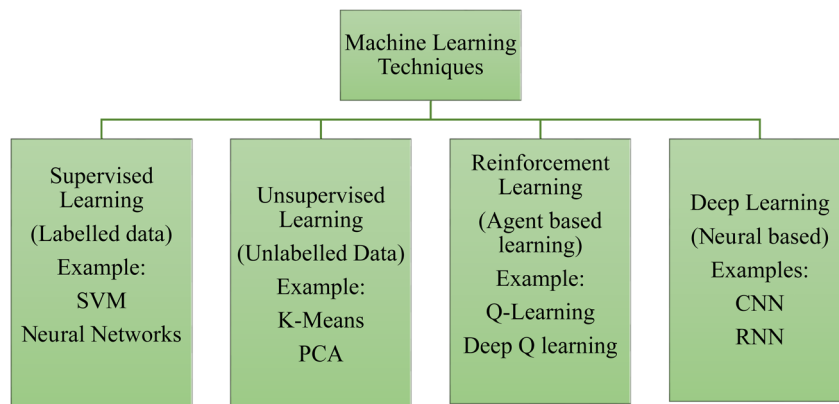 Machine Learning
Techniques
Supervised
Learning
(Labelled data)
Example:
SVM
Neural Networks
Unsupervised
Learning
(Unlabelled Data)
Example:
K-Means
PCA
Reinforcement
Learning
(Agent based
learning)
Example:
Q-Learning
Deep Q learning
Deep Learning
(Neural based)
Examples:
CNN
RNN